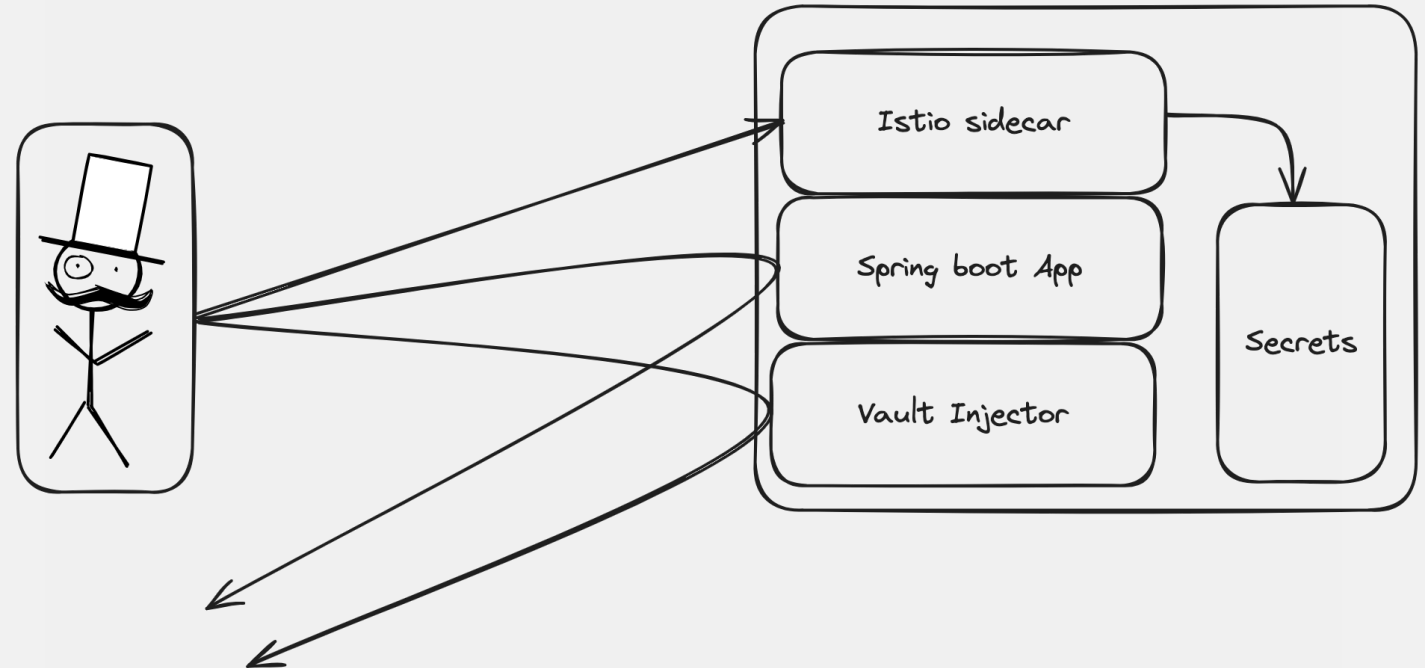 Istio sidecar
Spring boot App
Secrets
Vault Injector